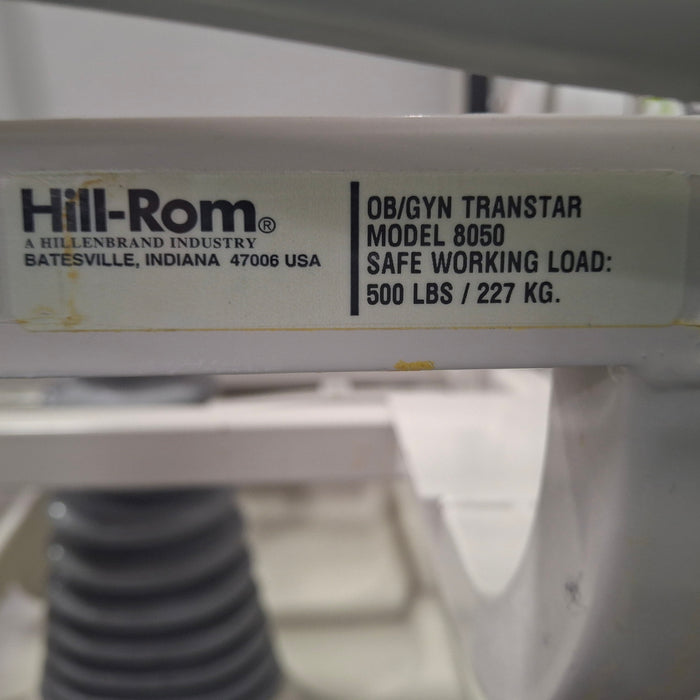 Hill-Rom®
A HILLENBRAND INDUSTRY
BATESVILLE, INDIANA 47006 USA
OB/GYN TRANSTAR
MODEL 8050
SAFE WORKING LOAD:
500 LBS / 227 KG.